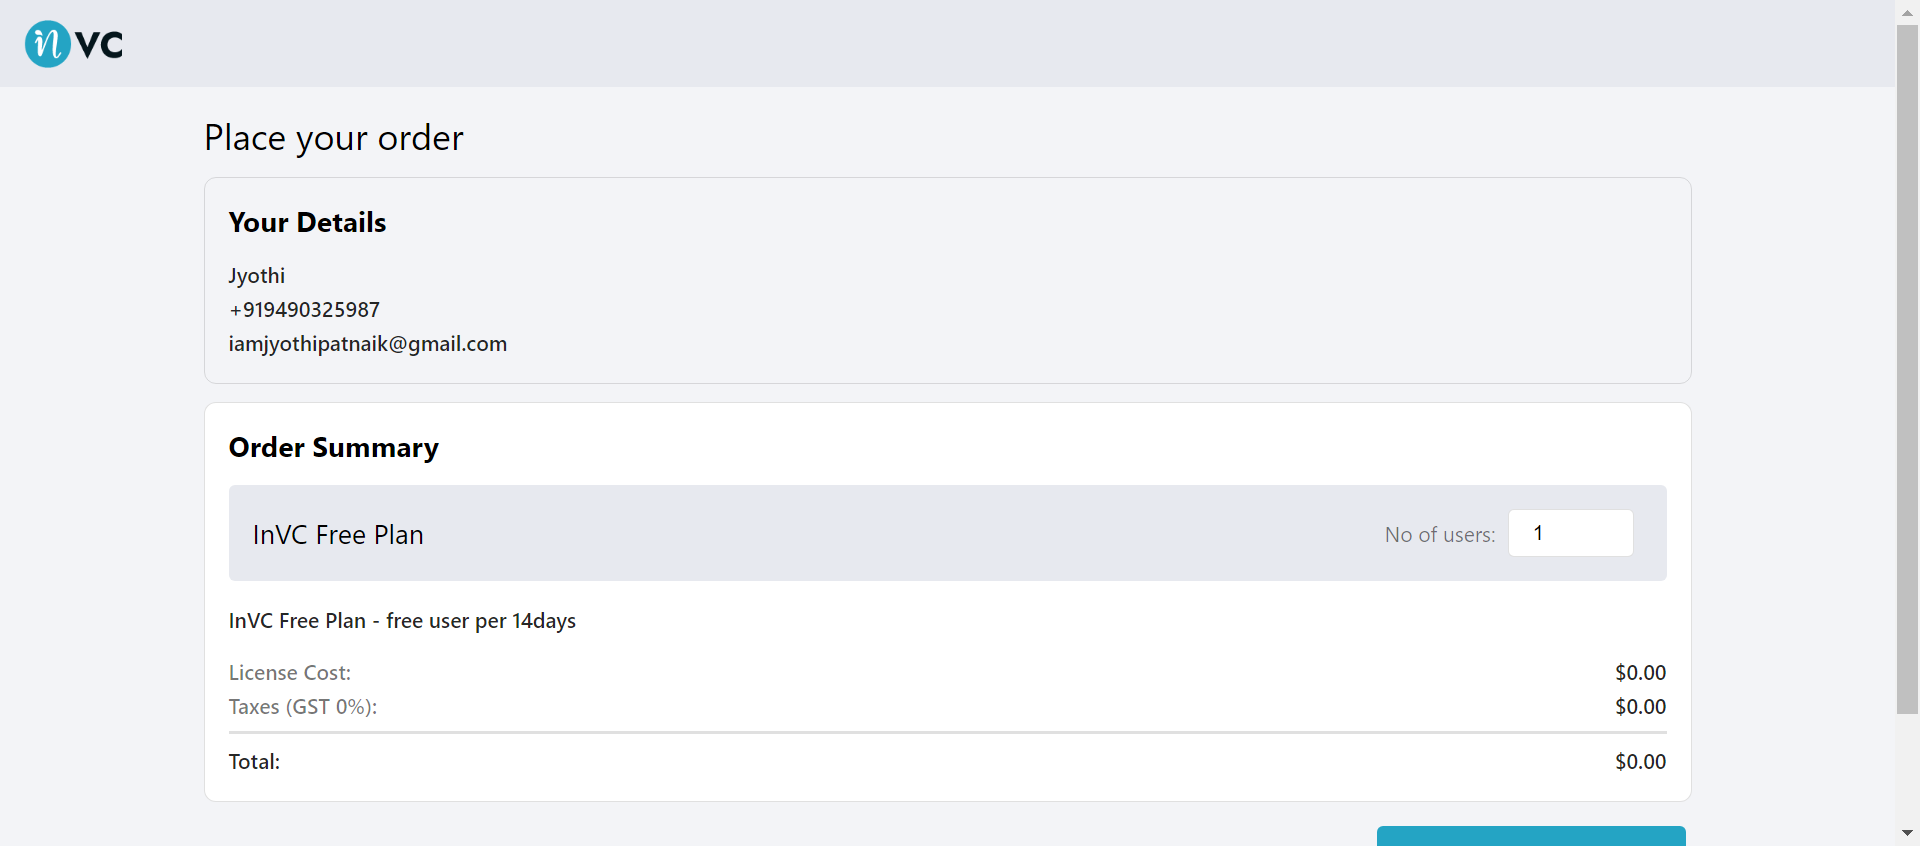 in VC
Place your order
Your Details
Jyothi
+919490325987
iamjyothipatnaik@gmail.com
Order Summary
InVC Free Plan No of users: 1
InVC Free Plan - free user per 14days
License Cost: $0.00
Taxes (GST 0%): $0.00
Total: $0.00